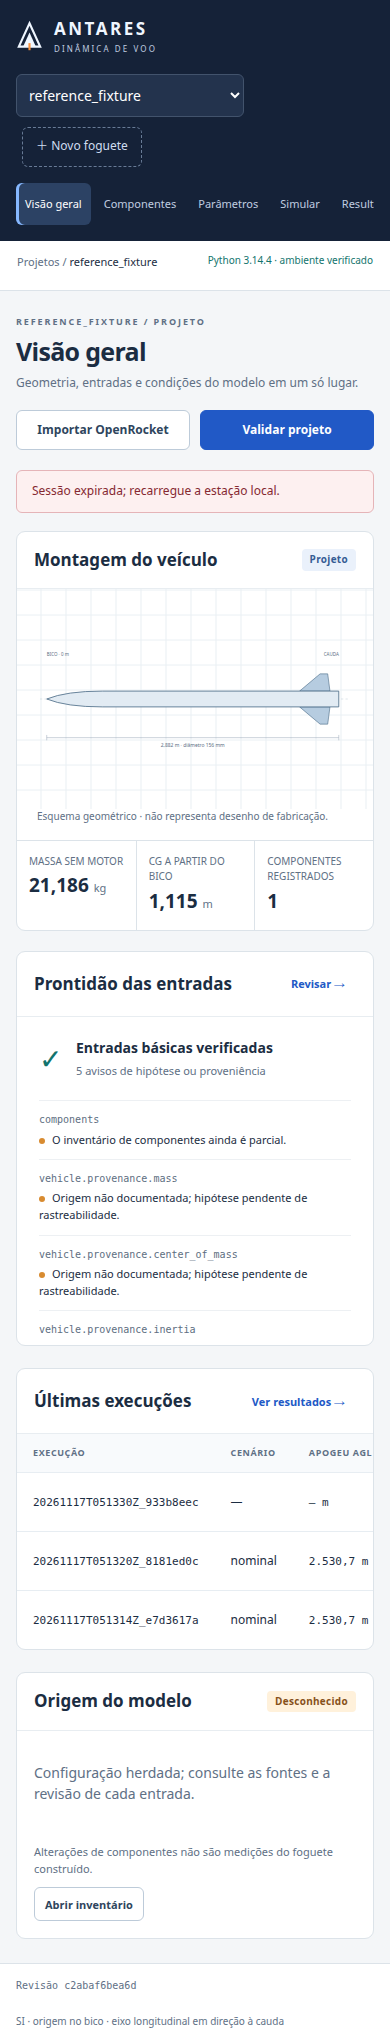 ANTARES
DINÂMICA DE VOO
reference_fixture
+ Novo foguete
Visão geral Componentes Parâmetros Simular Result
Projetos / reference_fixture Python 3.14.4 · ambiente verificado
REFERENCE_FIXTURE / PROJETO
Visão geral
Geometria, entradas e condições do modelo em um só lugar.
Importar OpenRocket Validar projeto
Sessão expirada; recarregue a estação local.
Montagem do veículo Projeto
BICO · 0 m CAUDA
2,882 m · diâmetro 156 mm
Esquema geométrico · não representa desenho de fabricação.
MASSA SEM MOTOR
21,186 kg
CG A PARTIR DO
BICO
1,115 m
COMPONENTES
REGISTRADOS
1
Prontidão das entradas Revisar →
✓ Entradas básicas verificadas
5 avisos de hipótese ou proveniência
components
O inventário de componentes ainda é parcial.
vehicle.provenance.mass
Origem não documentada; hipótese pendente de
rastreabilidade.
vehicle.provenance.center_of_mass
Origem não documentada; hipótese pendente de
rastreabilidade.
vehicle.provenance.inertia
Últimas execuções Ver resultados →
EXECUÇÃO CENÁRIO APOGEU AGL
20261117T051330Z_933b8eec — — m
20261117T051320Z_8181ed0c nominal 2.530,7 m
20261117T051314Z_e7d3617a nominal 2.530,7 m
Origem do modelo Desconhecido
Configuração herdada; consulte as fontes e a
revisão de cada entrada.
Alterações de componentes não são medições do foguete
construído.
Abrir inventário
Revisão c2abaf6bea6d
SI · origem no bico · eixo longitudinal em direção à cauda